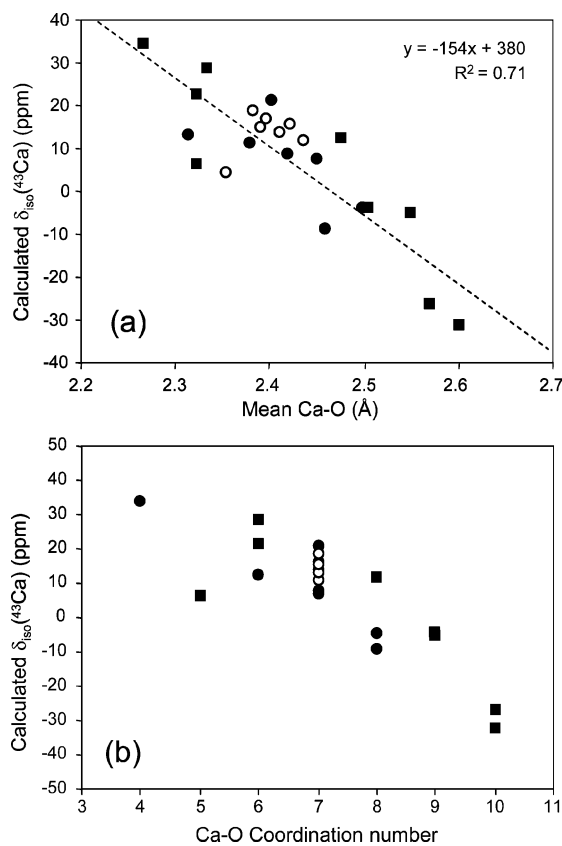 40
30
20
10
0
-10
-20
-30
-40
Calculated δiso(⁴³Ca) (ppm)
y = -154x + 380
R² = 0.71
(a)
2.2 2.3 2.4 2.5 2.6 2.7
Mean Ca-O (Å)
50
40
30
20
10
0
-10
-20
-30
-40
-50
Calculated δiso(⁴³Ca) (ppm)
(b)
3 4 5 6 7 8 9 10 11
Ca-O Coordination number